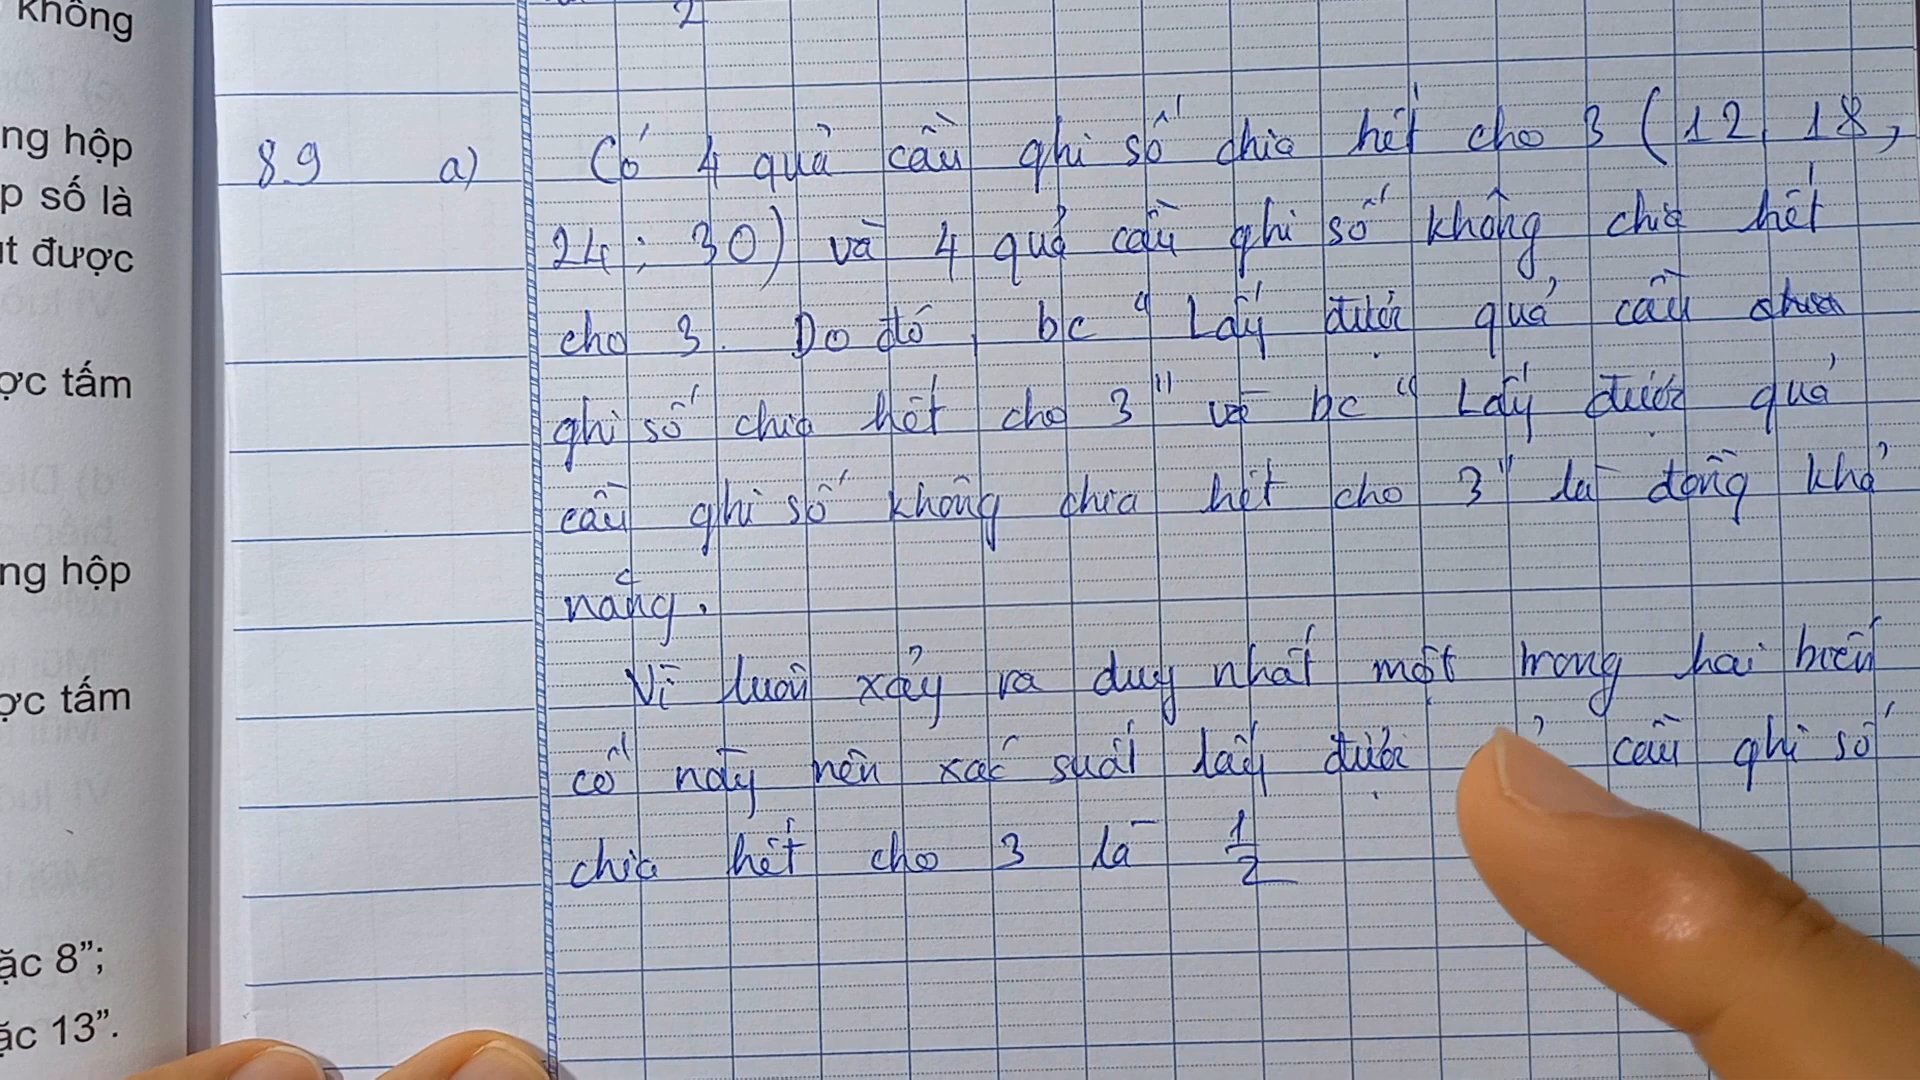 không
ng hộp
p số là
út được
ợc tấm
ng hộp
ợc tấm
ặc 8";
ặc 13".
2
8.9 a) Có 4 quả cầu ghi số chia hết cho 3 (12, 18,
24; 30) và 4 quả cầu ghi số không chia hết
cho 3. Do đó, bc "Lấy được quả cầu
ghi số chia hết cho 3" và bc "Lấy được quả
cầu ghi số không chia hết cho 3" là đồng khả
năng.
Vì luôn xảy ra duy nhất một trong hai biến
cố này nên xác suất lấy được cầu ghi số
chia hết cho 3 là 1/2